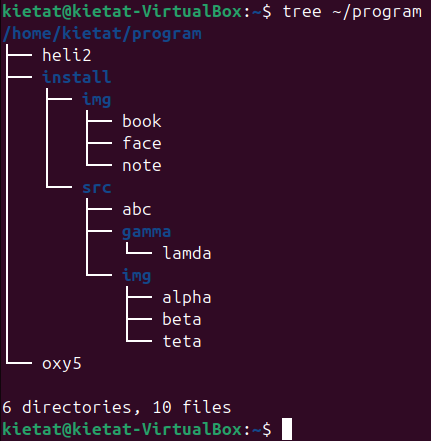 kietat@kietat-VirtualBox:~$ tree ~/program
/home/kietat/program
├── heli2
├── install
│   ├── img
│   │   ├── book
│   │   ├── face
│   │   └── note
│   └── src
│       ├── abc
│       ├── gamma
│       │   └── lamda
│       └── img
│           ├── alpha
│           ├── beta
│           └── teta
└── oxy5
6 directories, 10 files
kietat@kietat-VirtualBox:~$